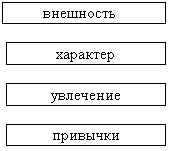 внешность
характер
увлечение
привычки